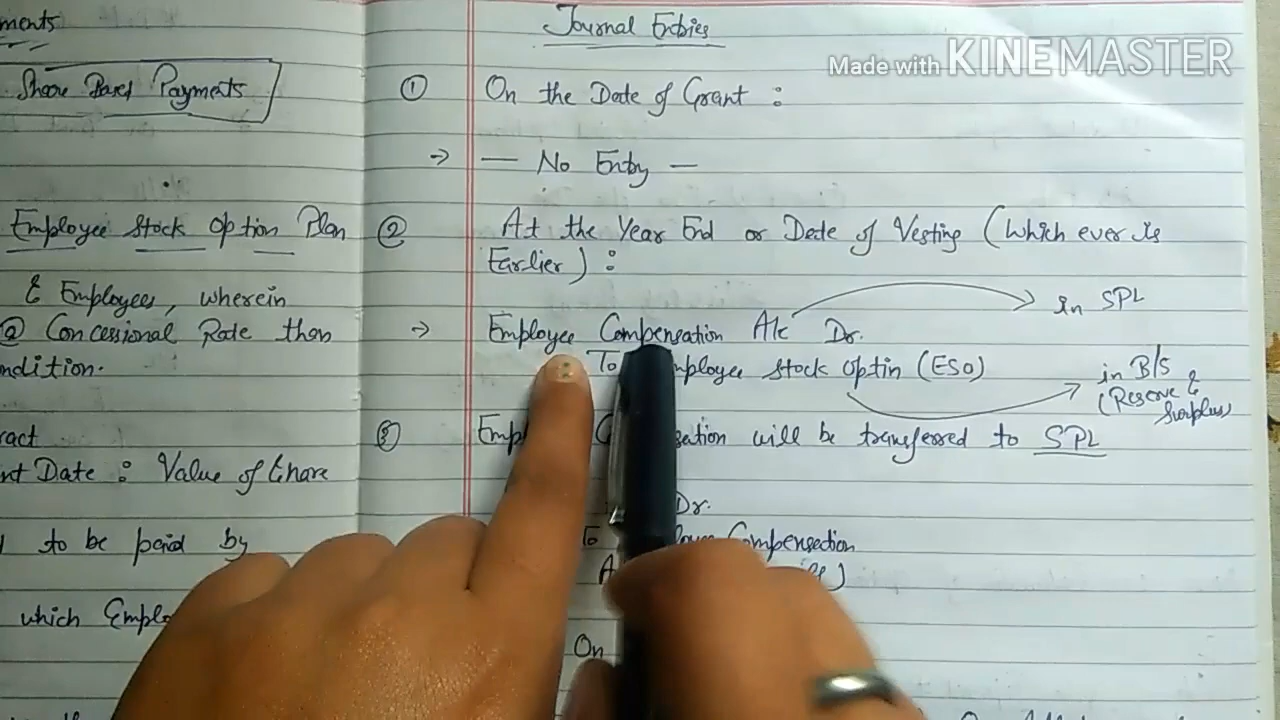 ments
Share Based Payments
Employee Stock Option Plan
& Employees, wherein
@ Concessional Rate than
ndition.
ract
nt Date : Value of Share
to be paid by
which Emplo
Journal Entries
Made with KINEMASTER
① On the Date of Grant :
→ — No Entry —
② At the Year End or Date of Vesting (Which ever is
Earlier) :
→ Employee Compensation A/c Dr.
in SPL
To Employee Stock Optin (ESO)
in B/S
(Reserve &
Surplus)
③ Emp sation will be transferred to SPL
Dr.
To Compensation
On